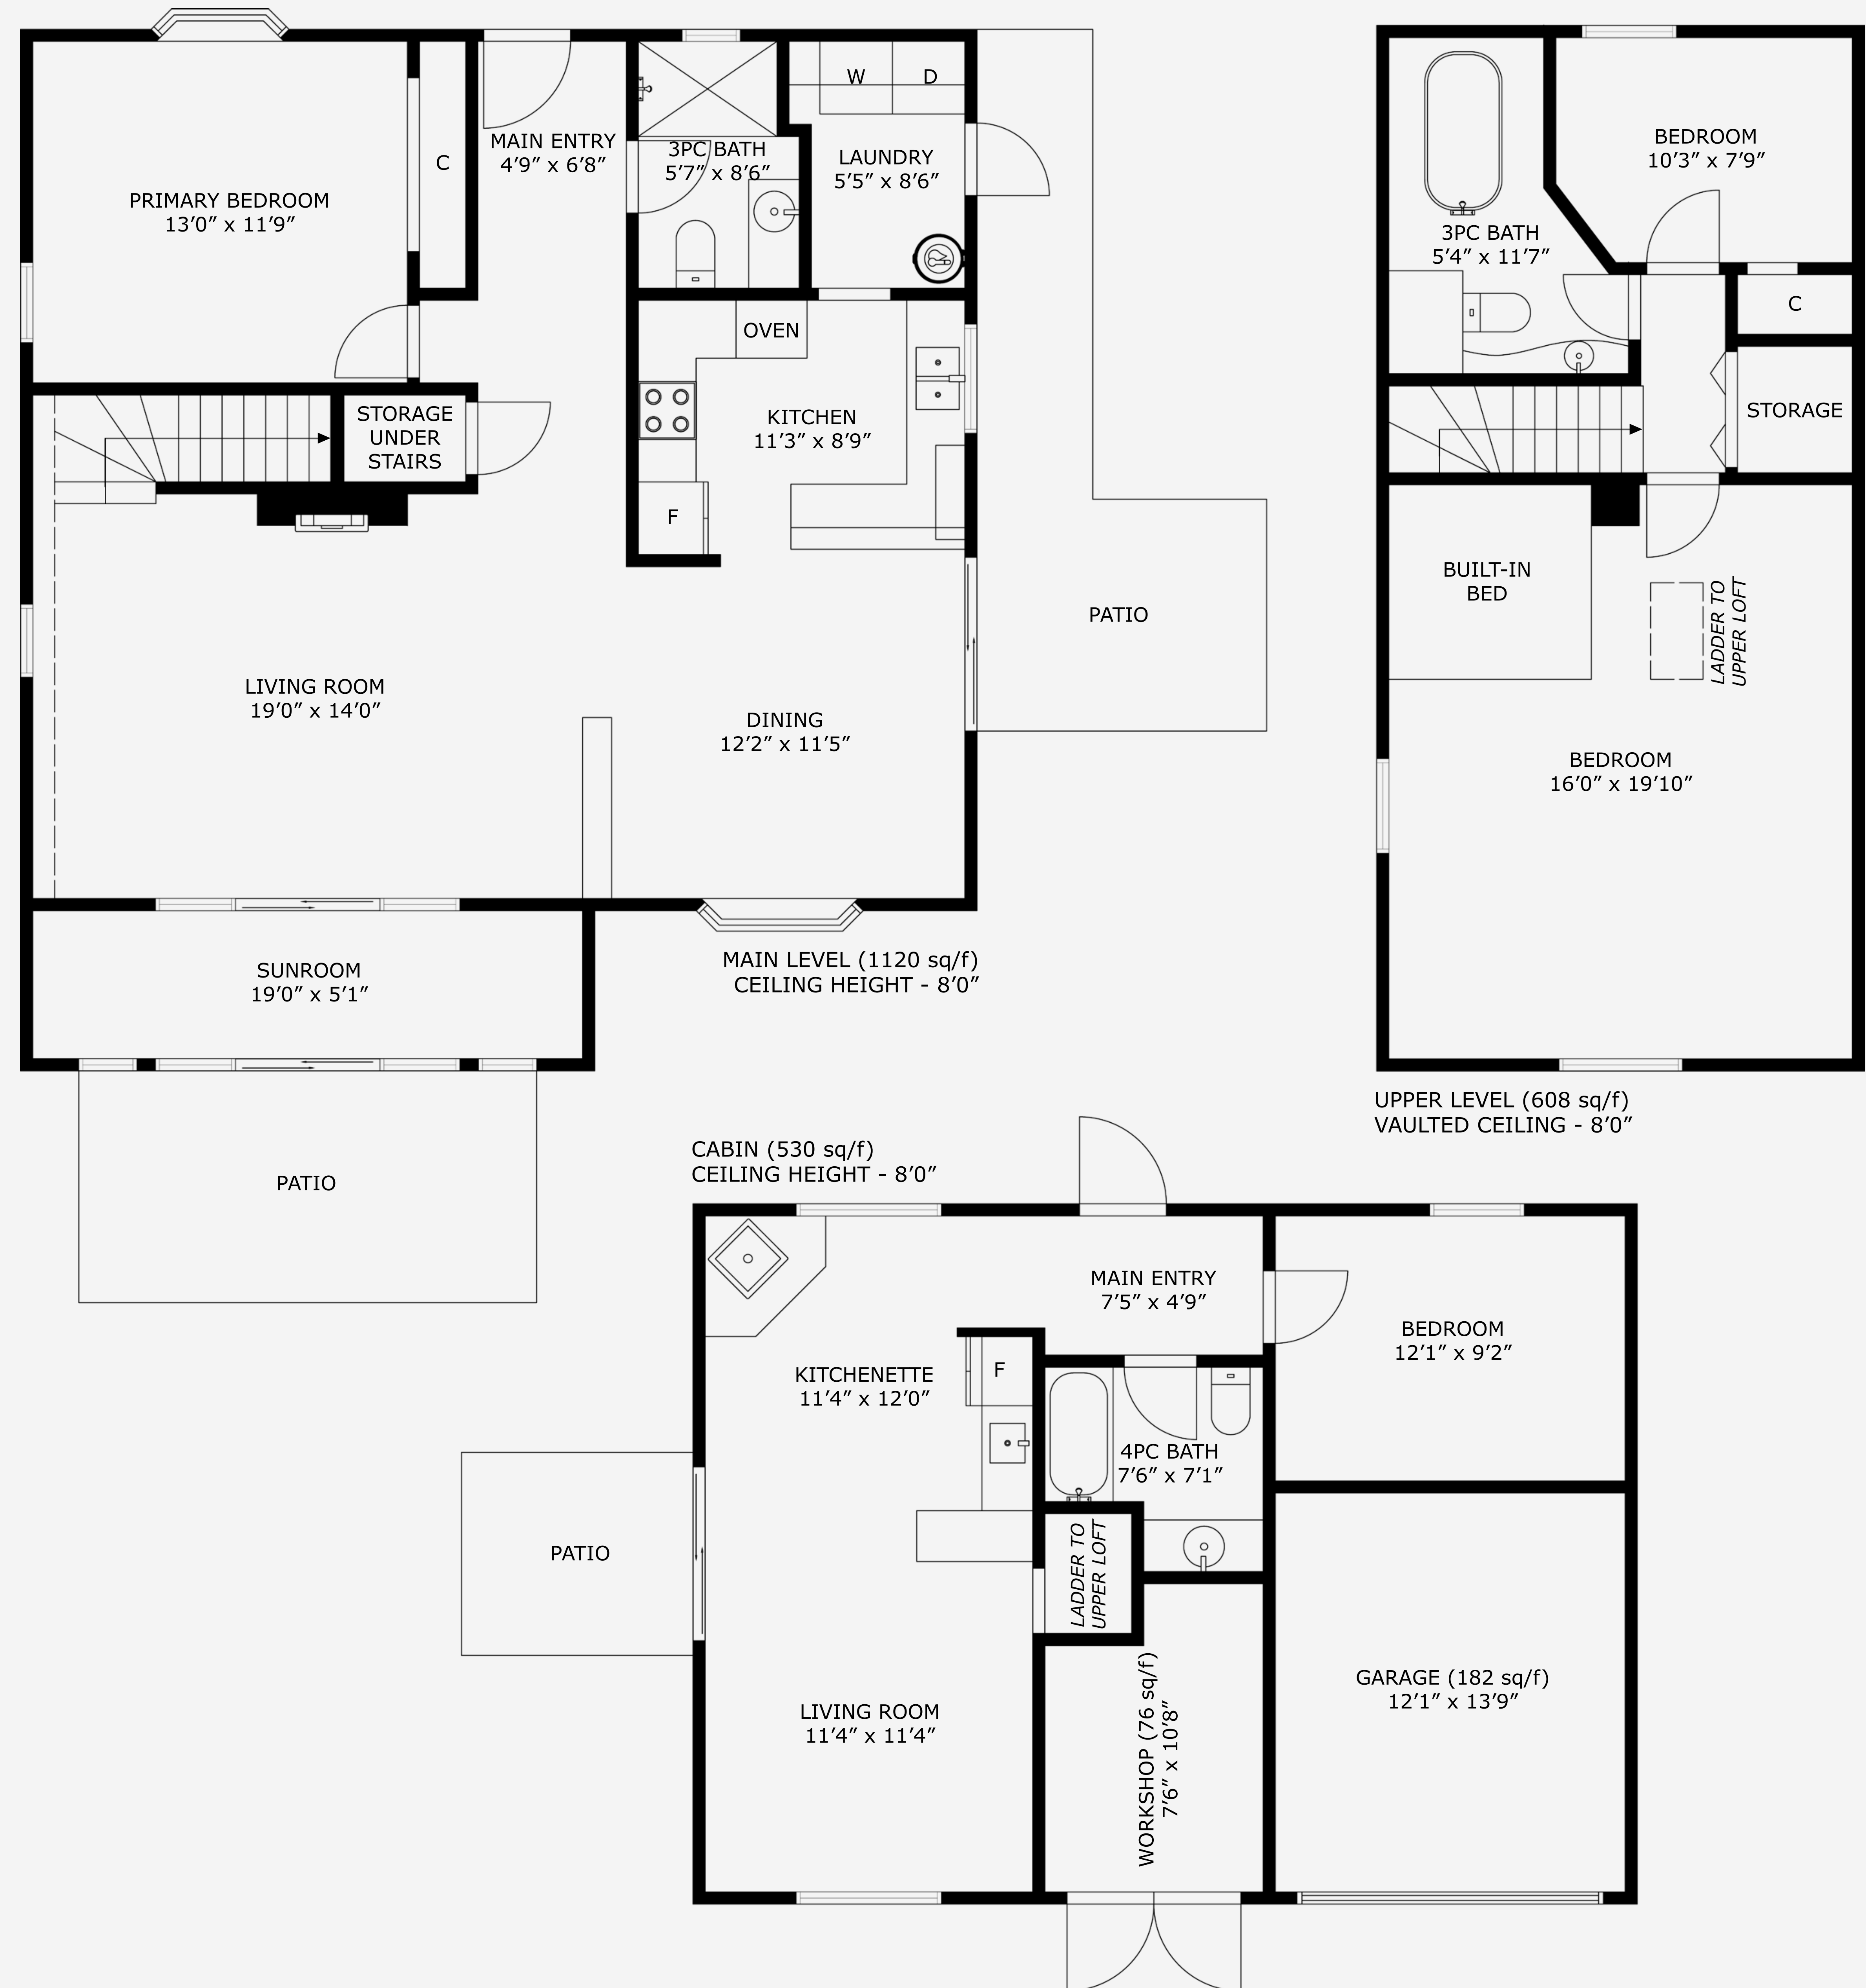 PRIMARY BEDROOM
13’0” x 11’9”
C
MAIN ENTRY
4’9” x 6’8”
3PC BATH
5’7” x 8’6”
W
D
LAUNDRY
5’5” x 8’6”
OVEN
KITCHEN
11’3” x 8’9”
F
STORAGE
UNDER
STAIRS
LIVING ROOM
19’0” x 14’0”
DINING
12’2” x 11’5”
PATIO
SUNROOM
19’0” x 5’1”
MAIN LEVEL (1120 sq/f)
CEILING HEIGHT - 8’0”
PATIO
3PC BATH
5’4” x 11’7”
BEDROOM
10’3” x 7’9”
C
STORAGE
BUILT-IN
BED
LADDER TO
UPPER LOFT
BEDROOM
16’0” x 19’10”
UPPER LEVEL (608 sq/f)
VAULTED CEILING - 8’0”
CABIN (530 sq/f)
CEILING HEIGHT - 8’0”
MAIN ENTRY
7’5” x 4’9”
BEDROOM
12’1” x 9’2”
KITCHENETTE
11’4” x 12’0”
F
4PC BATH
7’6” x 7’1”
PATIO
LADDER TO
UPPER LOFT
LIVING ROOM
11’4” x 11’4”
WORKSHOP (76 sq/f)
7’6” x 10’8”
GARAGE (182 sq/f)
12’1” x 13’9”